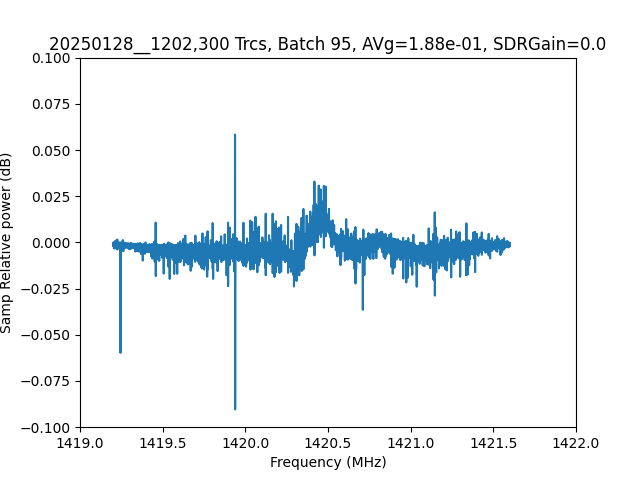 20250128__1202,300 Trcs, Batch 95, AVg=1.88e-01, SDRGain=0.0
0.100
0.075
0.050
0.025
0.000
−0.025
−0.050
−0.075
−0.100
Samp Relative power (dB)
1419.0 1419.5 1420.0 1420.5 1421.0 1421.5 1422.0
Frequency (MHz)